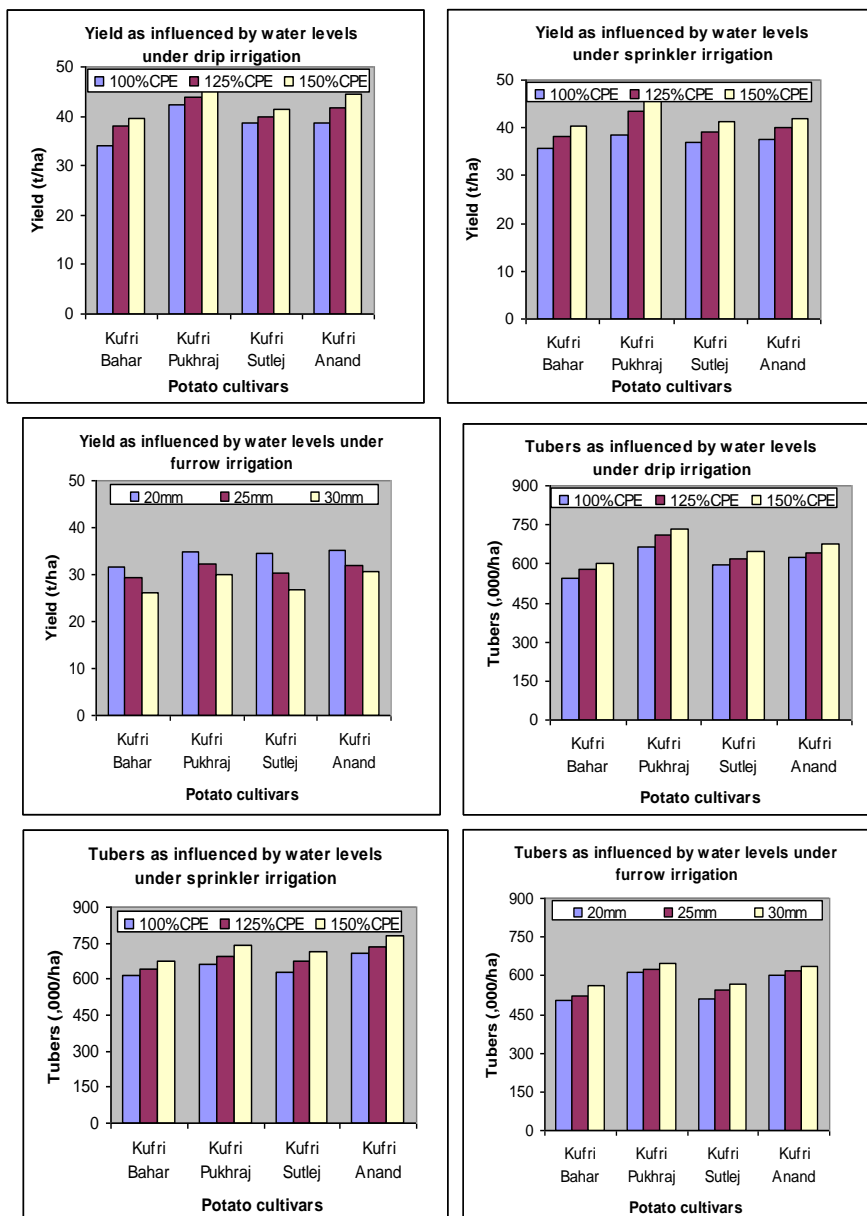 Yield as influenced by water levels
under drip irrigation
100%CPE 125%CPE 150%CPE
50
40
30
20
10
0
Yield (t/ha)
Kufri Kufri Kufri Kufri
Bahar Pukhraj Sutlej Anand
Potato cultivars
Yield as influenced by water levels
under sprinkler irrigation
100%CPE 125%CPE 150%CPE
50
40
30
20
10
0
Yield (t/ha)
Kufri Kufri Kufri Kufri
Bahar Pukhraj Sutlej Anand
Potato cultivars
Yield as influenced by water levels under
furrow irrigation
20mm 25mm 30mm
50
40
30
20
10
0
Yield (t/ha)
Kufri Kufri Kufri Kufri
Bahar Pukhraj Sutlej Anand
Potato cultivars
Tubers as influenced by water levels
under drip irrigation
100%CPE 125%CPE 150%CPE
900
750
600
450
300
150
0
Tubers (,000/ha)
Kufri Kufri Kufri Kufri
Bahar Pukhraj Sutlej Anand
Potato cultivars
Tubers as influenced by water levels
under sprinkler irrigation
100%CPE 125%CPE 150%CPE
900
750
600
450
300
150
0
Tubers (,000/ha)
Kufri Kufri Kufri Kufri
Bahar Pukhraj Sutlej Anand
Potato cultivars
Tubers as influenced by water levels under
furrow irrigation
20mm 25mm 30mm
900
750
600
450
300
150
0
Tubers (,000/ha)
Kufri Kufri Kufri Kufri
Bahar Pukhraj Sutlej Anand
Potato cultivars